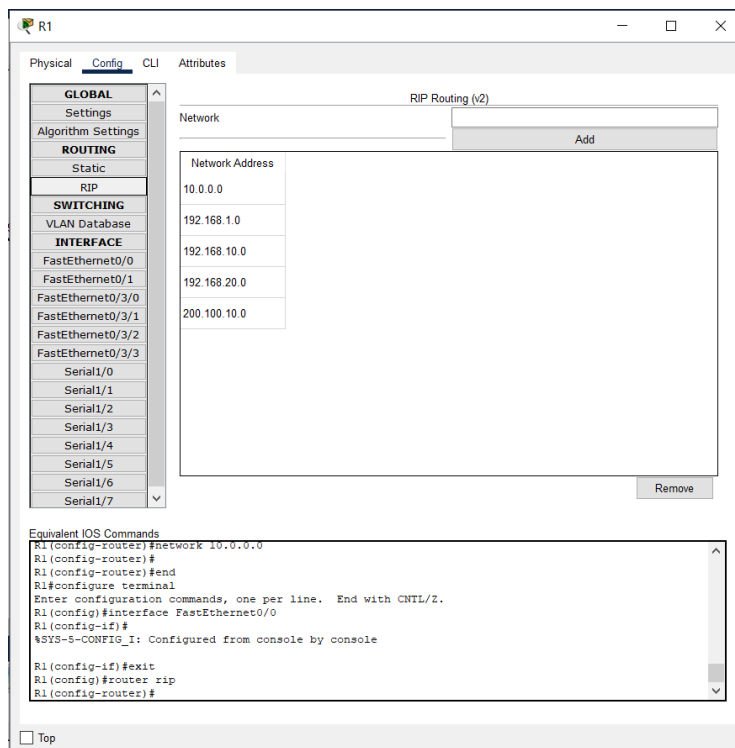 R1
Physical Config CLI Attributes
GLOBAL
Settings
Algorithm Settings
ROUTING
Static
RIP
SWITCHING
VLAN Database
INTERFACE
FastEthernet0/0
FastEthernet0/1
FastEthernet0/3/0
FastEthernet0/3/1
FastEthernet0/3/2
FastEthernet0/3/3
Serial1/0
Serial1/1
Serial1/2
Serial1/3
Serial1/4
Serial1/5
Serial1/6
Serial1/7
RIP Routing (v2)
Network
Add
Network Address
10.0.0.0
192.168.1.0
192.168.10.0
192.168.20.0
200.100.10.0
Remove
Equivalent IOS Commands
R1(config-router)#network 10.0.0.0
R1(config-router)#
R1(config-router)#end
R1#configure terminal
Enter configuration commands, one per line. End with CNTL/Z.
R1(config)#interface FastEthernet0/0
R1(config-if)#
%SYS-5-CONFIG_I: Configured from console by console
R1(config-if)#exit
R1(config)#router rip
R1(config-router)#
Top